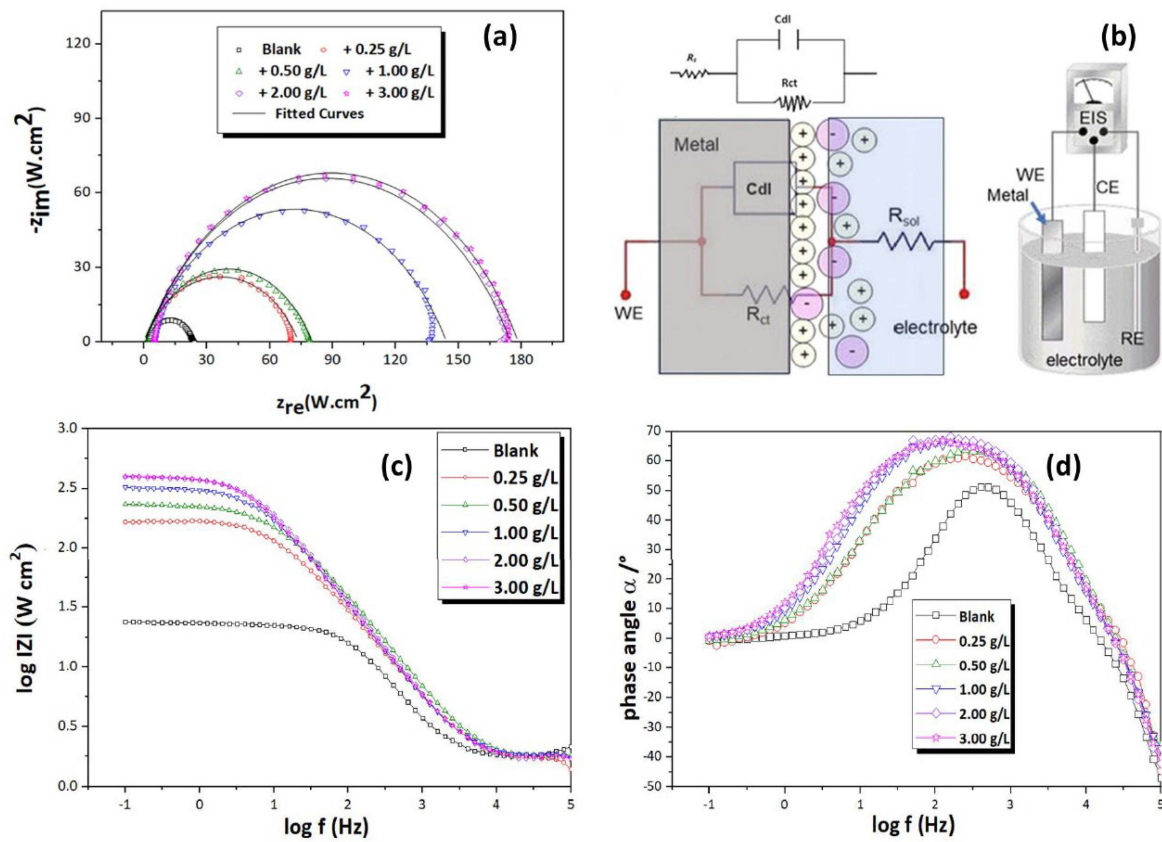 (a)
120
90
60
30
0
-Zim(W.cm2)
Blank + 0.25 g/L
+ 0.50 g/L + 1.00 g/L
+ 2.00 g/L + 3.00 g/L
Fitted Curves
0 30 60 90 120 150 180
zre(W.cm2)
(b)
Cdl
Rs
Rct
Metal
Cdl
Rct
Rsol
WE
electrolyte
+
-
EIS
WE
Metal
CE
RE
electrolyte
(c)
3.0
2.5
2.0
1.5
1.0
0.5
0.0
log IZI (W cm2)
Blank
0.25 g/L
0.50 g/L
1.00 g/L
2.00 g/L
3.00 g/L
-1 0 1 2 3 4 5
log f (Hz)
(d)
70
60
50
40
30
20
10
0
-10
-20
-30
-40
-50
phase angle α /°
Blank
0.25 g/L
0.50 g/L
1.00 g/L
2.00 g/L
3.00 g/L
-1 0 1 2 3 4 5
log f (Hz)